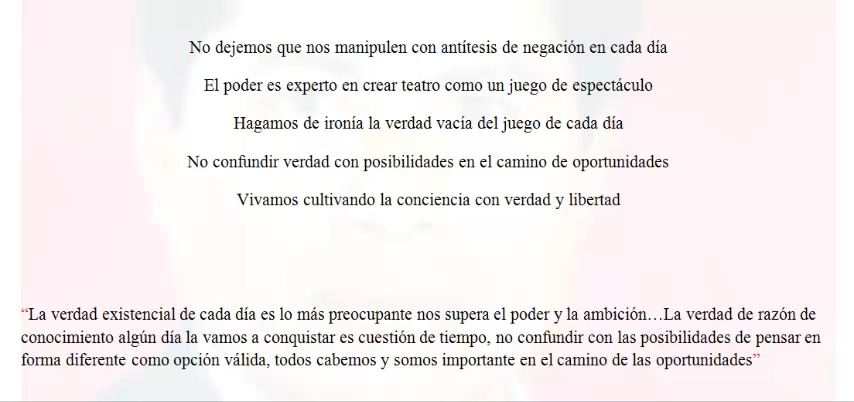 No dejemos que nos manipulen con antítesis de negación en cada día
El poder es experto en crear teatro como un juego de espectáculo
Hagamos de ironía la verdad vacía del juego de cada día
No confundir verdad con posibilidades en el camino de oportunidades
Vivamos cultivando la conciencia con verdad y libertad
“La verdad existencial de cada día es lo más preocupante nos supera el poder y la ambición…La verdad de razón de
conocimiento algún día la vamos a conquistar es cuestión de tiempo, no confundir con las posibilidades de pensar en
forma diferente como opción válida, todos cabemos y somos importante en el camino de las oportunidades”